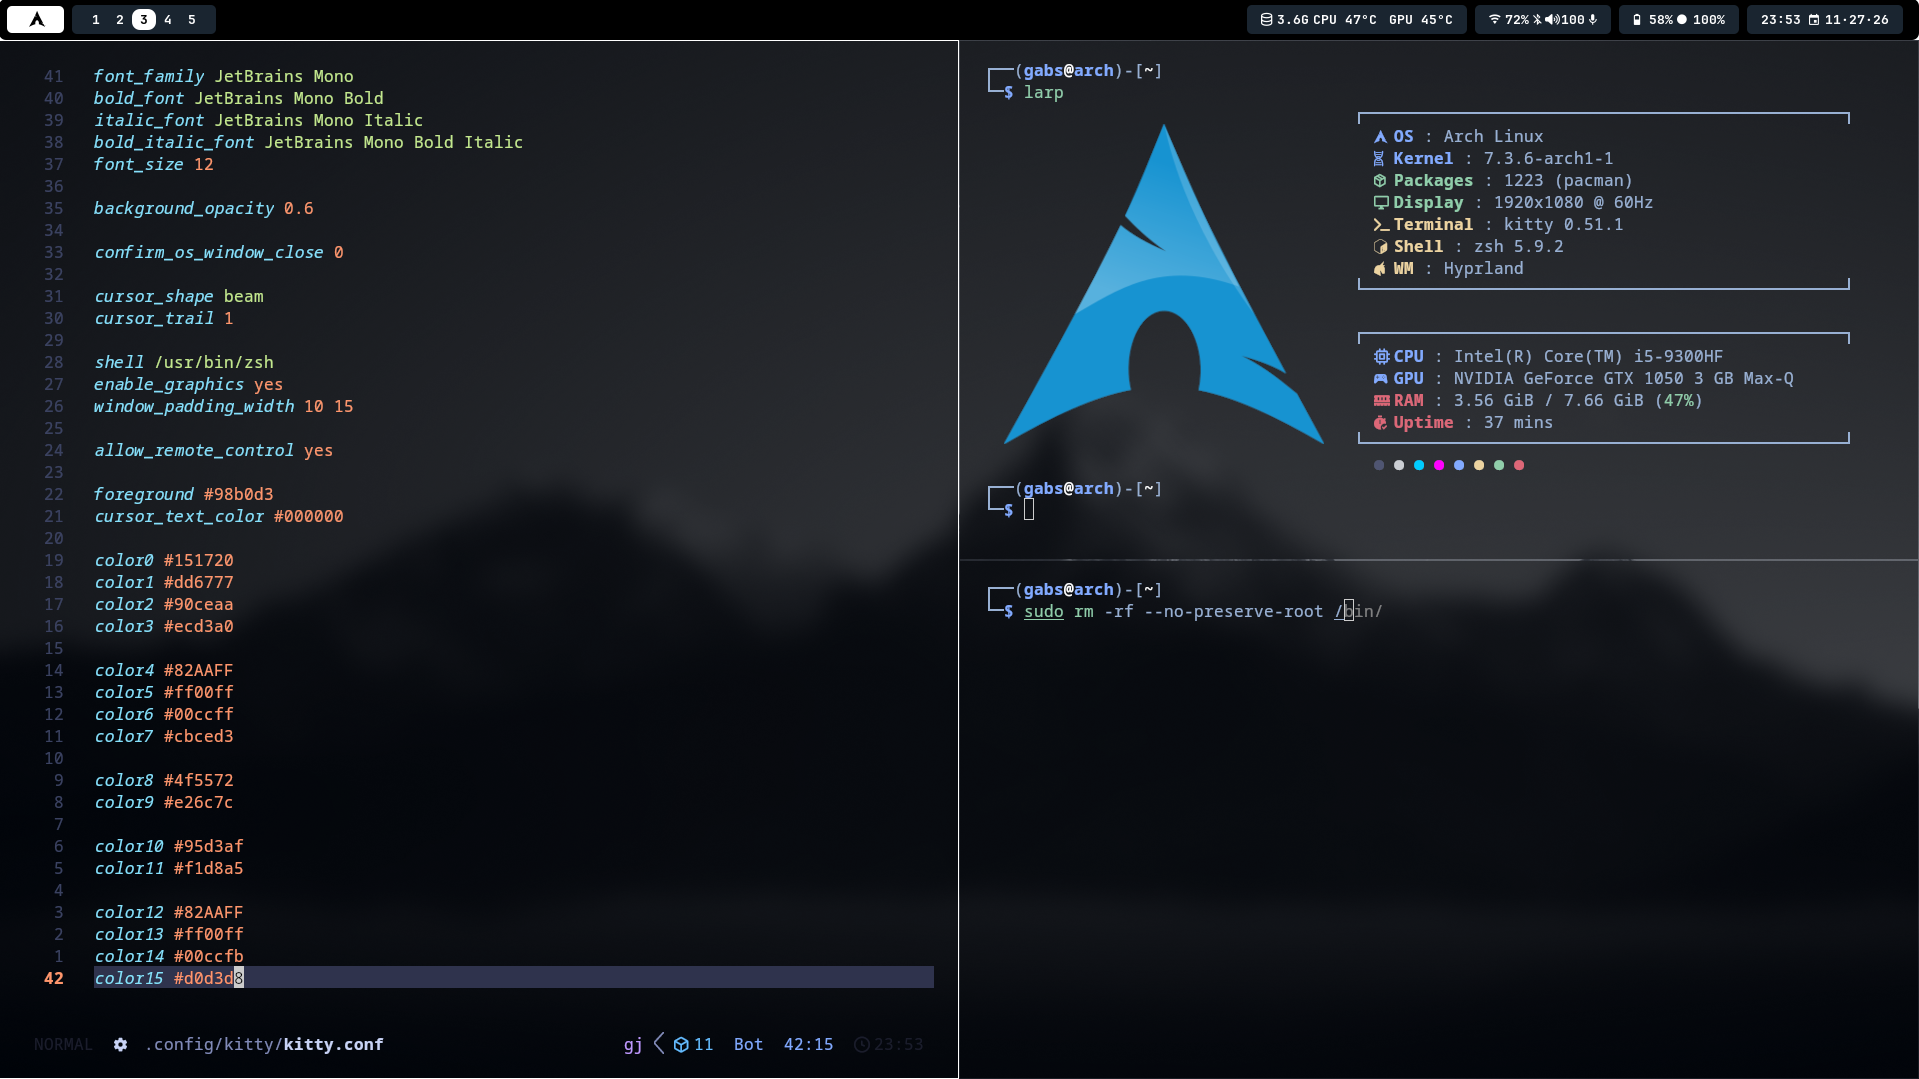 1 2 3 4 5
3.6G CPU 47°C GPU 45°C 72% 100 58% 100% 23:53 11-27-26
41 font_family JetBrains Mono
40 bold_font JetBrains Mono Bold
39 italic_font JetBrains Mono Italic
38 bold_italic_font JetBrains Mono Bold Italic
37 font_size 12
36
35 background_opacity 0.6
34
33 confirm_os_window_close 0
32
31 cursor_shape beam
30 cursor_trail 1
29
28 shell /usr/bin/zsh
27 enable_graphics yes
26 window_padding_width 10 15
25
24 allow_remote_control yes
23
22 foreground #98b0d3
21 cursor_text_color #000000
20
19 color0 #151720
18 color1 #dd6777
17 color2 #90ceaa
16 color3 #ecd3a0
15
14 color4 #82AAFF
13 color5 #ff00ff
12 color6 #00ccff
11 color7 #cbced3
10
9 color8 #4f5572
8 color9 #e26c7c
7
6 color10 #95d3af
5 color11 #f1d8a5
4
3 color12 #82AAFF
2 color13 #ff00ff
1 color14 #00ccfb
42 color15 #d0d3d8
NORMAL .config/kitty/kitty.conf gj 11 Bot 42:15 23:53
(gabs@arch)-[~]
$ larp
OS : Arch Linux
Kernel : 7.3.6-arch1-1
Packages : 1223 (pacman)
Display : 1920x1080 @ 60Hz
Terminal : kitty 0.51.1
Shell : zsh 5.9.2
WM : Hyprland
CPU : Intel(R) Core(TM) i5-9300HF
GPU : NVIDIA GeForce GTX 1050 3 GB Max-Q
RAM : 3.56 GiB / 7.66 GiB (47%)
Uptime : 37 mins
(gabs@arch)-[~]
$
(gabs@arch)-[~]
$ sudo rm -rf --no-preserve-root /bin/